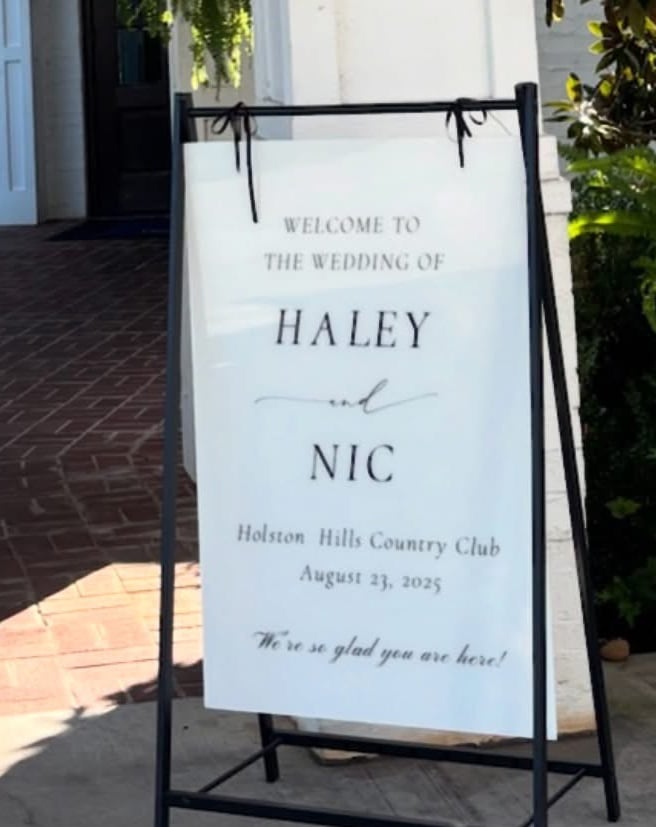 WELCOME TO
THE WEDDING OF
HALEY
and
NIC
Holston Hills Country Club
August 23, 2025
We're so glad you are here!